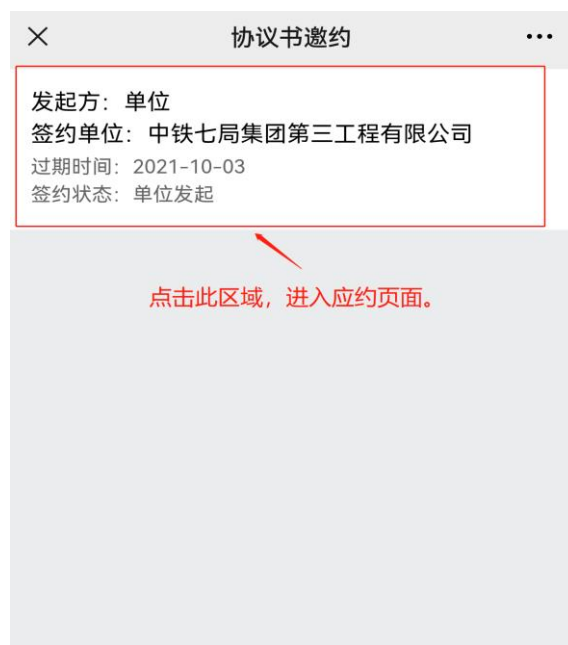 协议书邀约
发起方：单位
签约单位：中铁七局集团第三工程有限公司
过期时间：2021-10-03
签约状态：单位发起
点击此区域，进入应约页面。